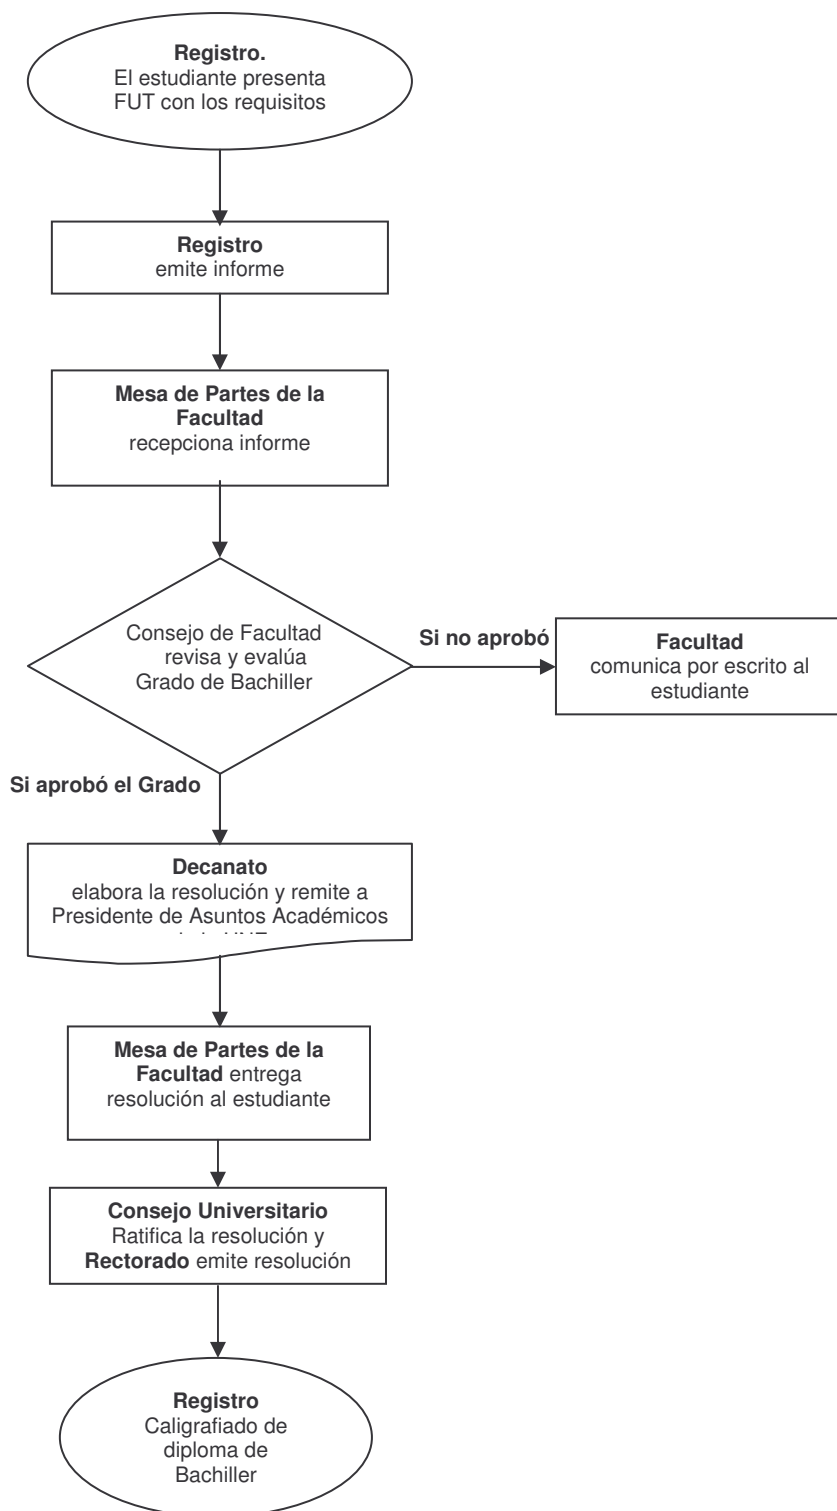 Registro.
El estudiante presenta
FUT con los requisitos
Registro
emite informe
Mesa de Partes de la
Facultad
recepciona informe
Consejo de Facultad
revisa y evalúa
Grado de Bachiller
Si no aprobó
Facultad
comunica por escrito al
estudiante
Si aprobó el Grado
Decanato
elabora la resolución y remite a
Presidente de Asuntos Académicos
Mesa de Partes de la
Facultad entrega
resolución al estudiante
Consejo Universitario
Ratifica la resolución y
Rectorado emite resolución
Registro
Caligrafiado de
diploma de
Bachiller